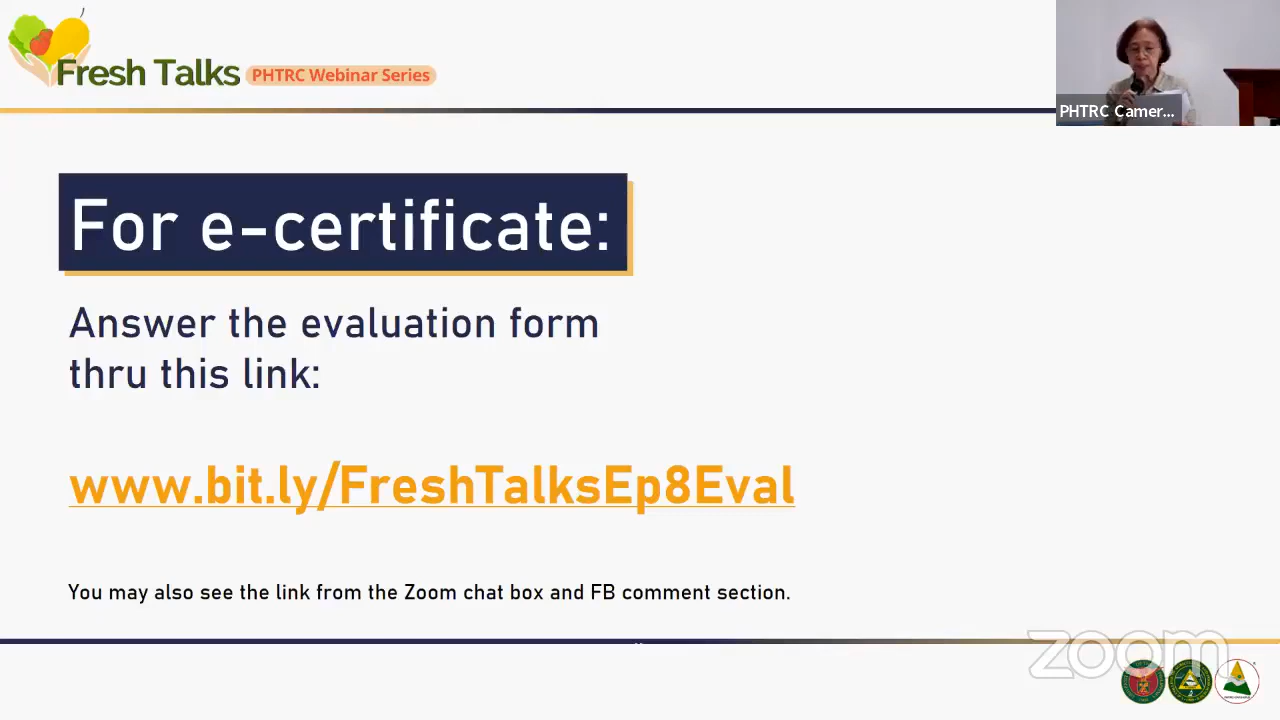 Fresh Talks PHTRC Webinar Series
PHTRC Camer...
For e-certificate:
Answer the evaluation form
thru this link:
www.bit.ly/FreshTalksEp8Eval
You may also see the link from the Zoom chat box and FB comment section.
zoom